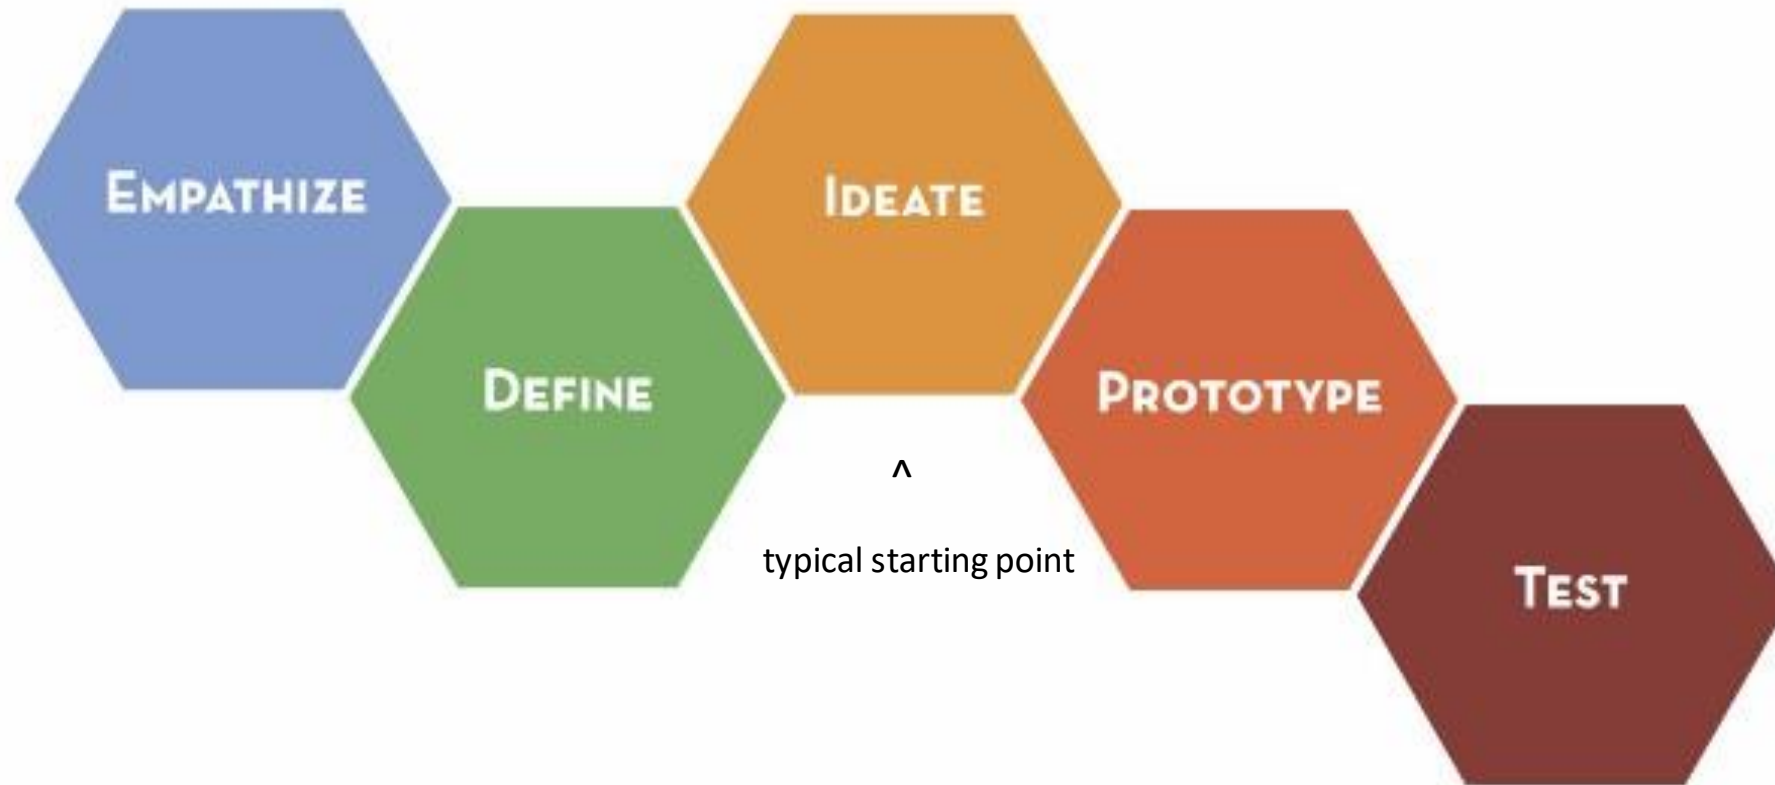 EMPATHIZE
DEFINE
IDEATE
PROTOTYPE
TEST
^
typical starting point